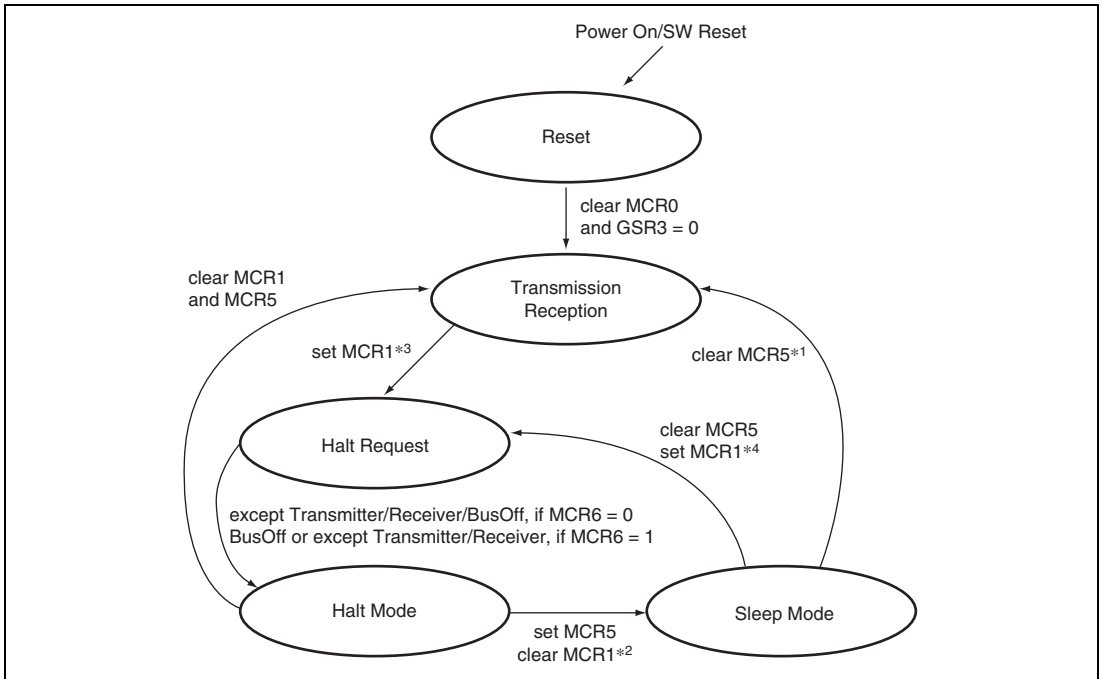 Power On/SW Reset
Reset
clear MCR0
and GSR3 = 0
clear MCR1
and MCR5
Transmission
Reception
set MCR1*3
clear MCR5*1
Halt Request
clear MCR5
set MCR1*4
except Transmitter/Receiver/BusOff, if MCR6 = 0
BusOff or except Transmitter/Receiver, if MCR6 = 1
Halt Mode
Sleep Mode
set MCR5
clear MCR1*2